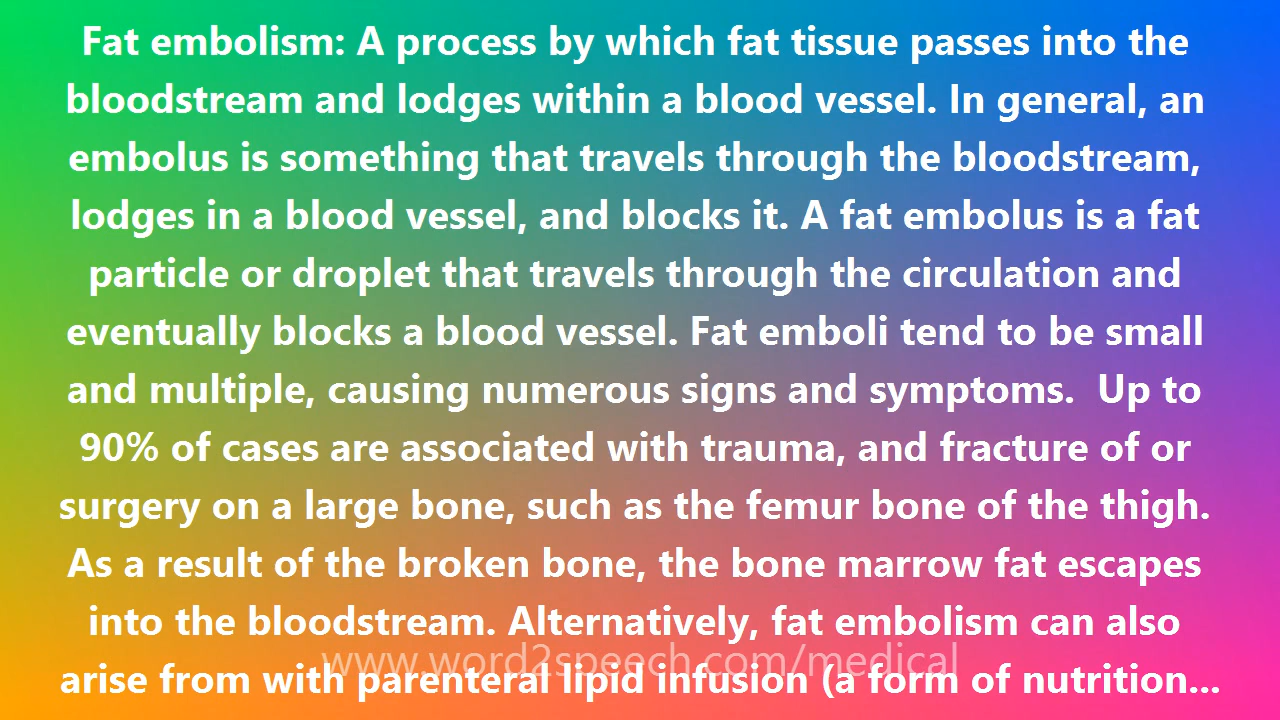 Fat embolism: A process by which fat tissue passes into the
bloodstream and lodges within a blood vessel. In general, an
embolus is something that travels through the bloodstream,
lodges in a blood vessel, and blocks it. A fat embolus is a fat
particle or droplet that travels through the circulation and
eventually blocks a blood vessel. Fat emboli tend to be small
and multiple, causing numerous signs and symptoms.  Up to
90% of cases are associated with trauma, and fracture of or
surgery on a large bone, such as the femur bone of the thigh.
As a result of the broken bone, the bone marrow fat escapes
into the bloodstream. Alternatively, fat embolism can also
www.word2speech.com/medical
arise from with parenteral lipid infusion (a form of nutrition...